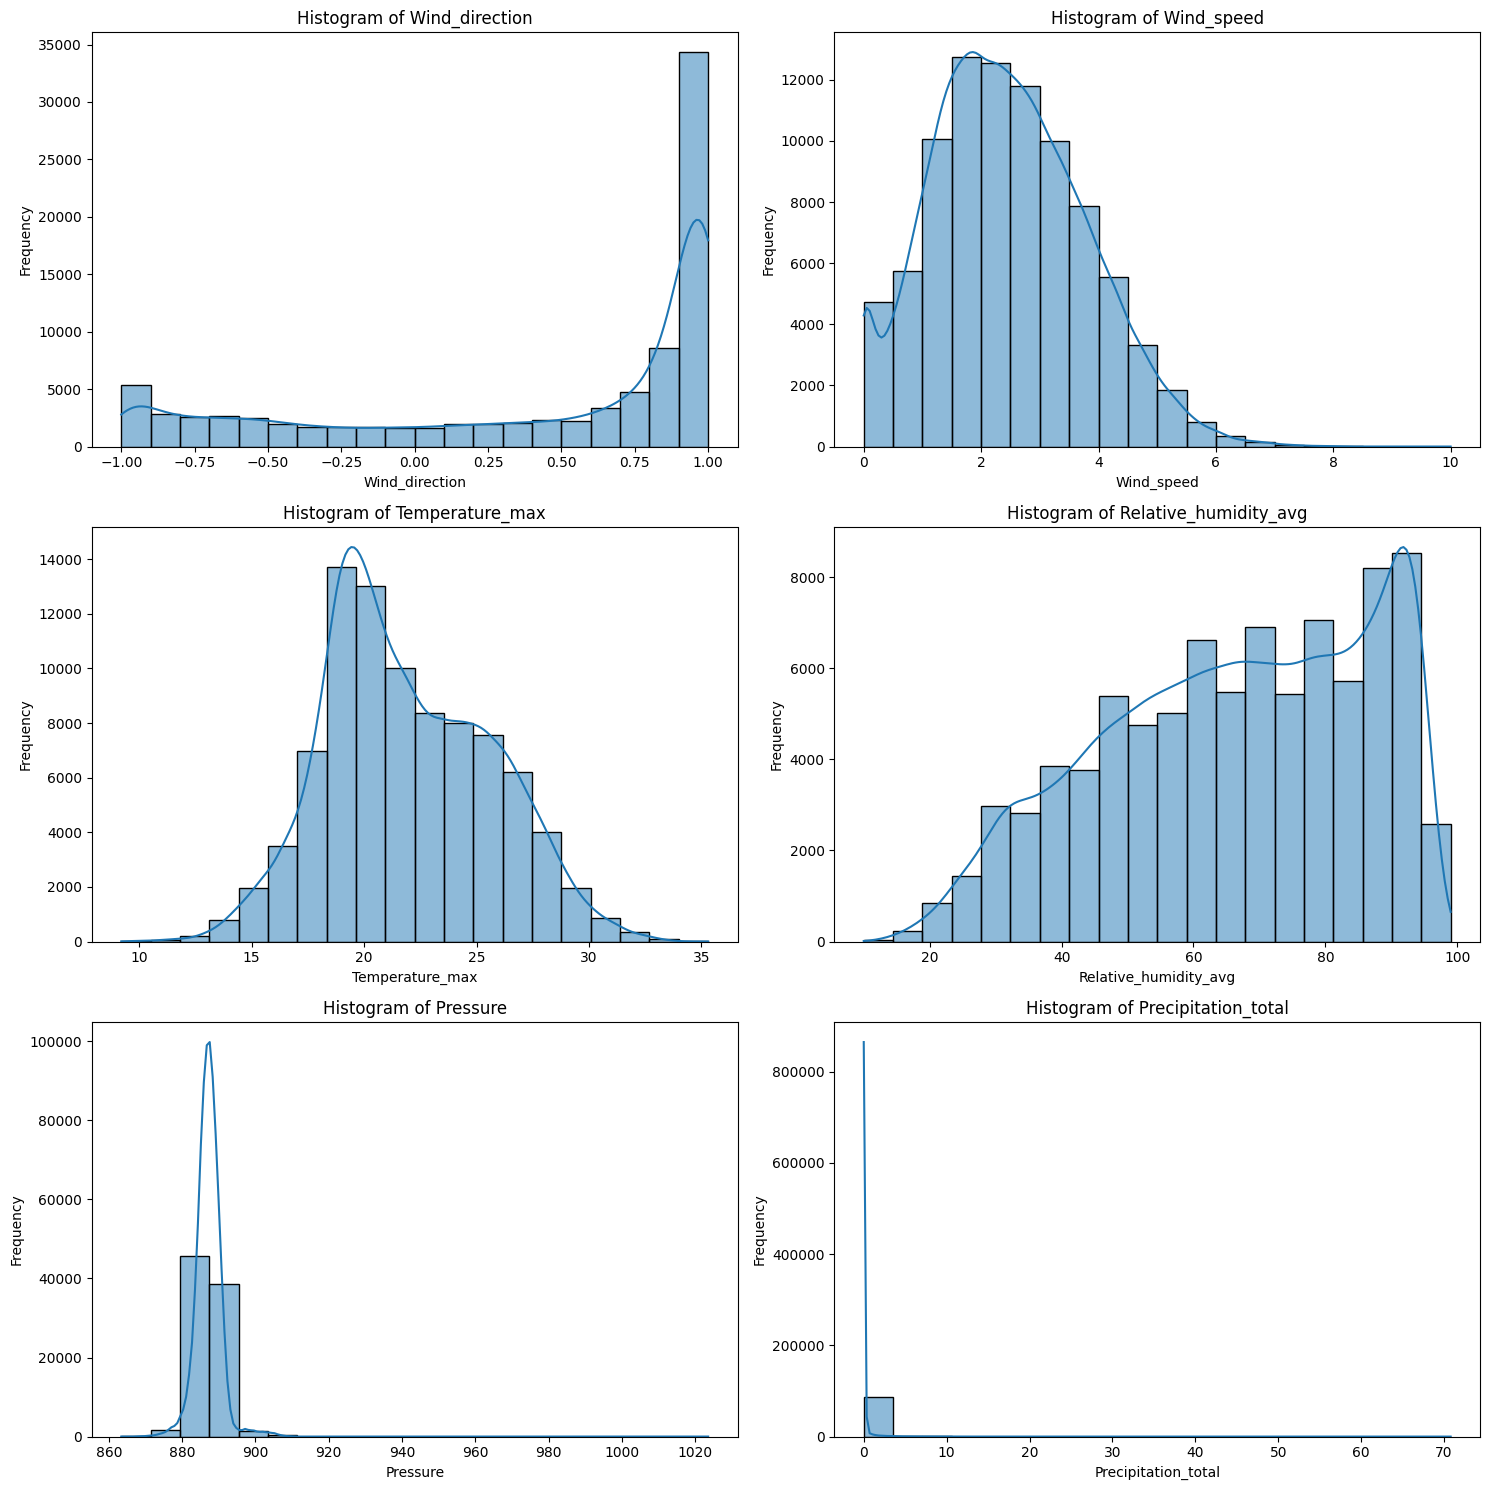 Histogram of Wind_direction
35000
30000
25000
20000
15000
10000
5000
0
Frequency
−1.00 −0.75 −0.50 −0.25 0.00 0.25 0.50 0.75 1.00
Wind_direction
Histogram of Wind_speed
12000
10000
8000
6000
4000
2000
0
Frequency
0 2 4 6 8 10
Wind_speed
Histogram of Temperature_max
14000
12000
10000
8000
6000
4000
2000
0
Frequency
10 15 20 25 30 35
Temperature_max
Histogram of Relative_humidity_avg
8000
6000
4000
2000
0
Frequency
20 40 60 80 100
Relative_humidity_avg
Histogram of Pressure
100000
80000
60000
40000
20000
0
Frequency
860 880 900 920 940 960 980 1000 1020
Pressure
Histogram of Precipitation_total
800000
600000
400000
200000
0
Frequency
0 10 20 30 40 50 60 70
Precipitation_total